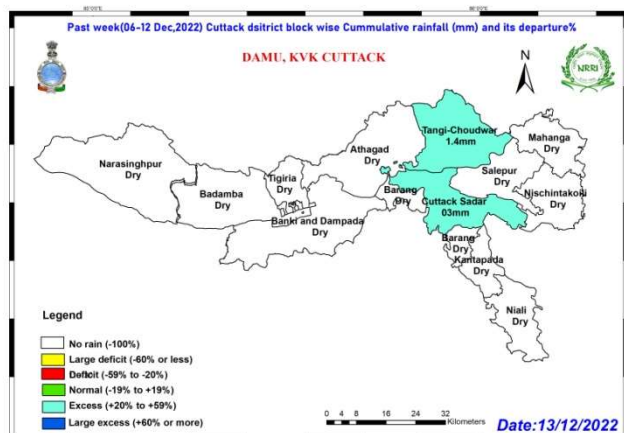 Past week(06-12 Dec,2022) Cuttack dsitrict block wise Cummulative rainfall (mm) and its departure%
DAMU, KVK CUTTACK
N
NRRI
Tangi-Choudwar
1.4mm
Mahanga
Dry
Athagad
Dry
Narasinghpur
Dry
Salepur
Dry
Tigiria
Dry
Nischintakoili
Dry
Badamba
Dry
Barang
Dry
Cuttack Sadar
03mm
Banki and Dampada
Dry
Barang
Dry
Kantapada
Dry
Niali
Dry
Legend
No rain (-100%)
Large deficit (-60% or less)
Deficit (-59% to -20%)
Normal (-19% to +19%)
Excess (+20% to +59%)
Large excess (+60% or more)
0 4 8 16 24 32
Kilometers
Date:13/12/2022